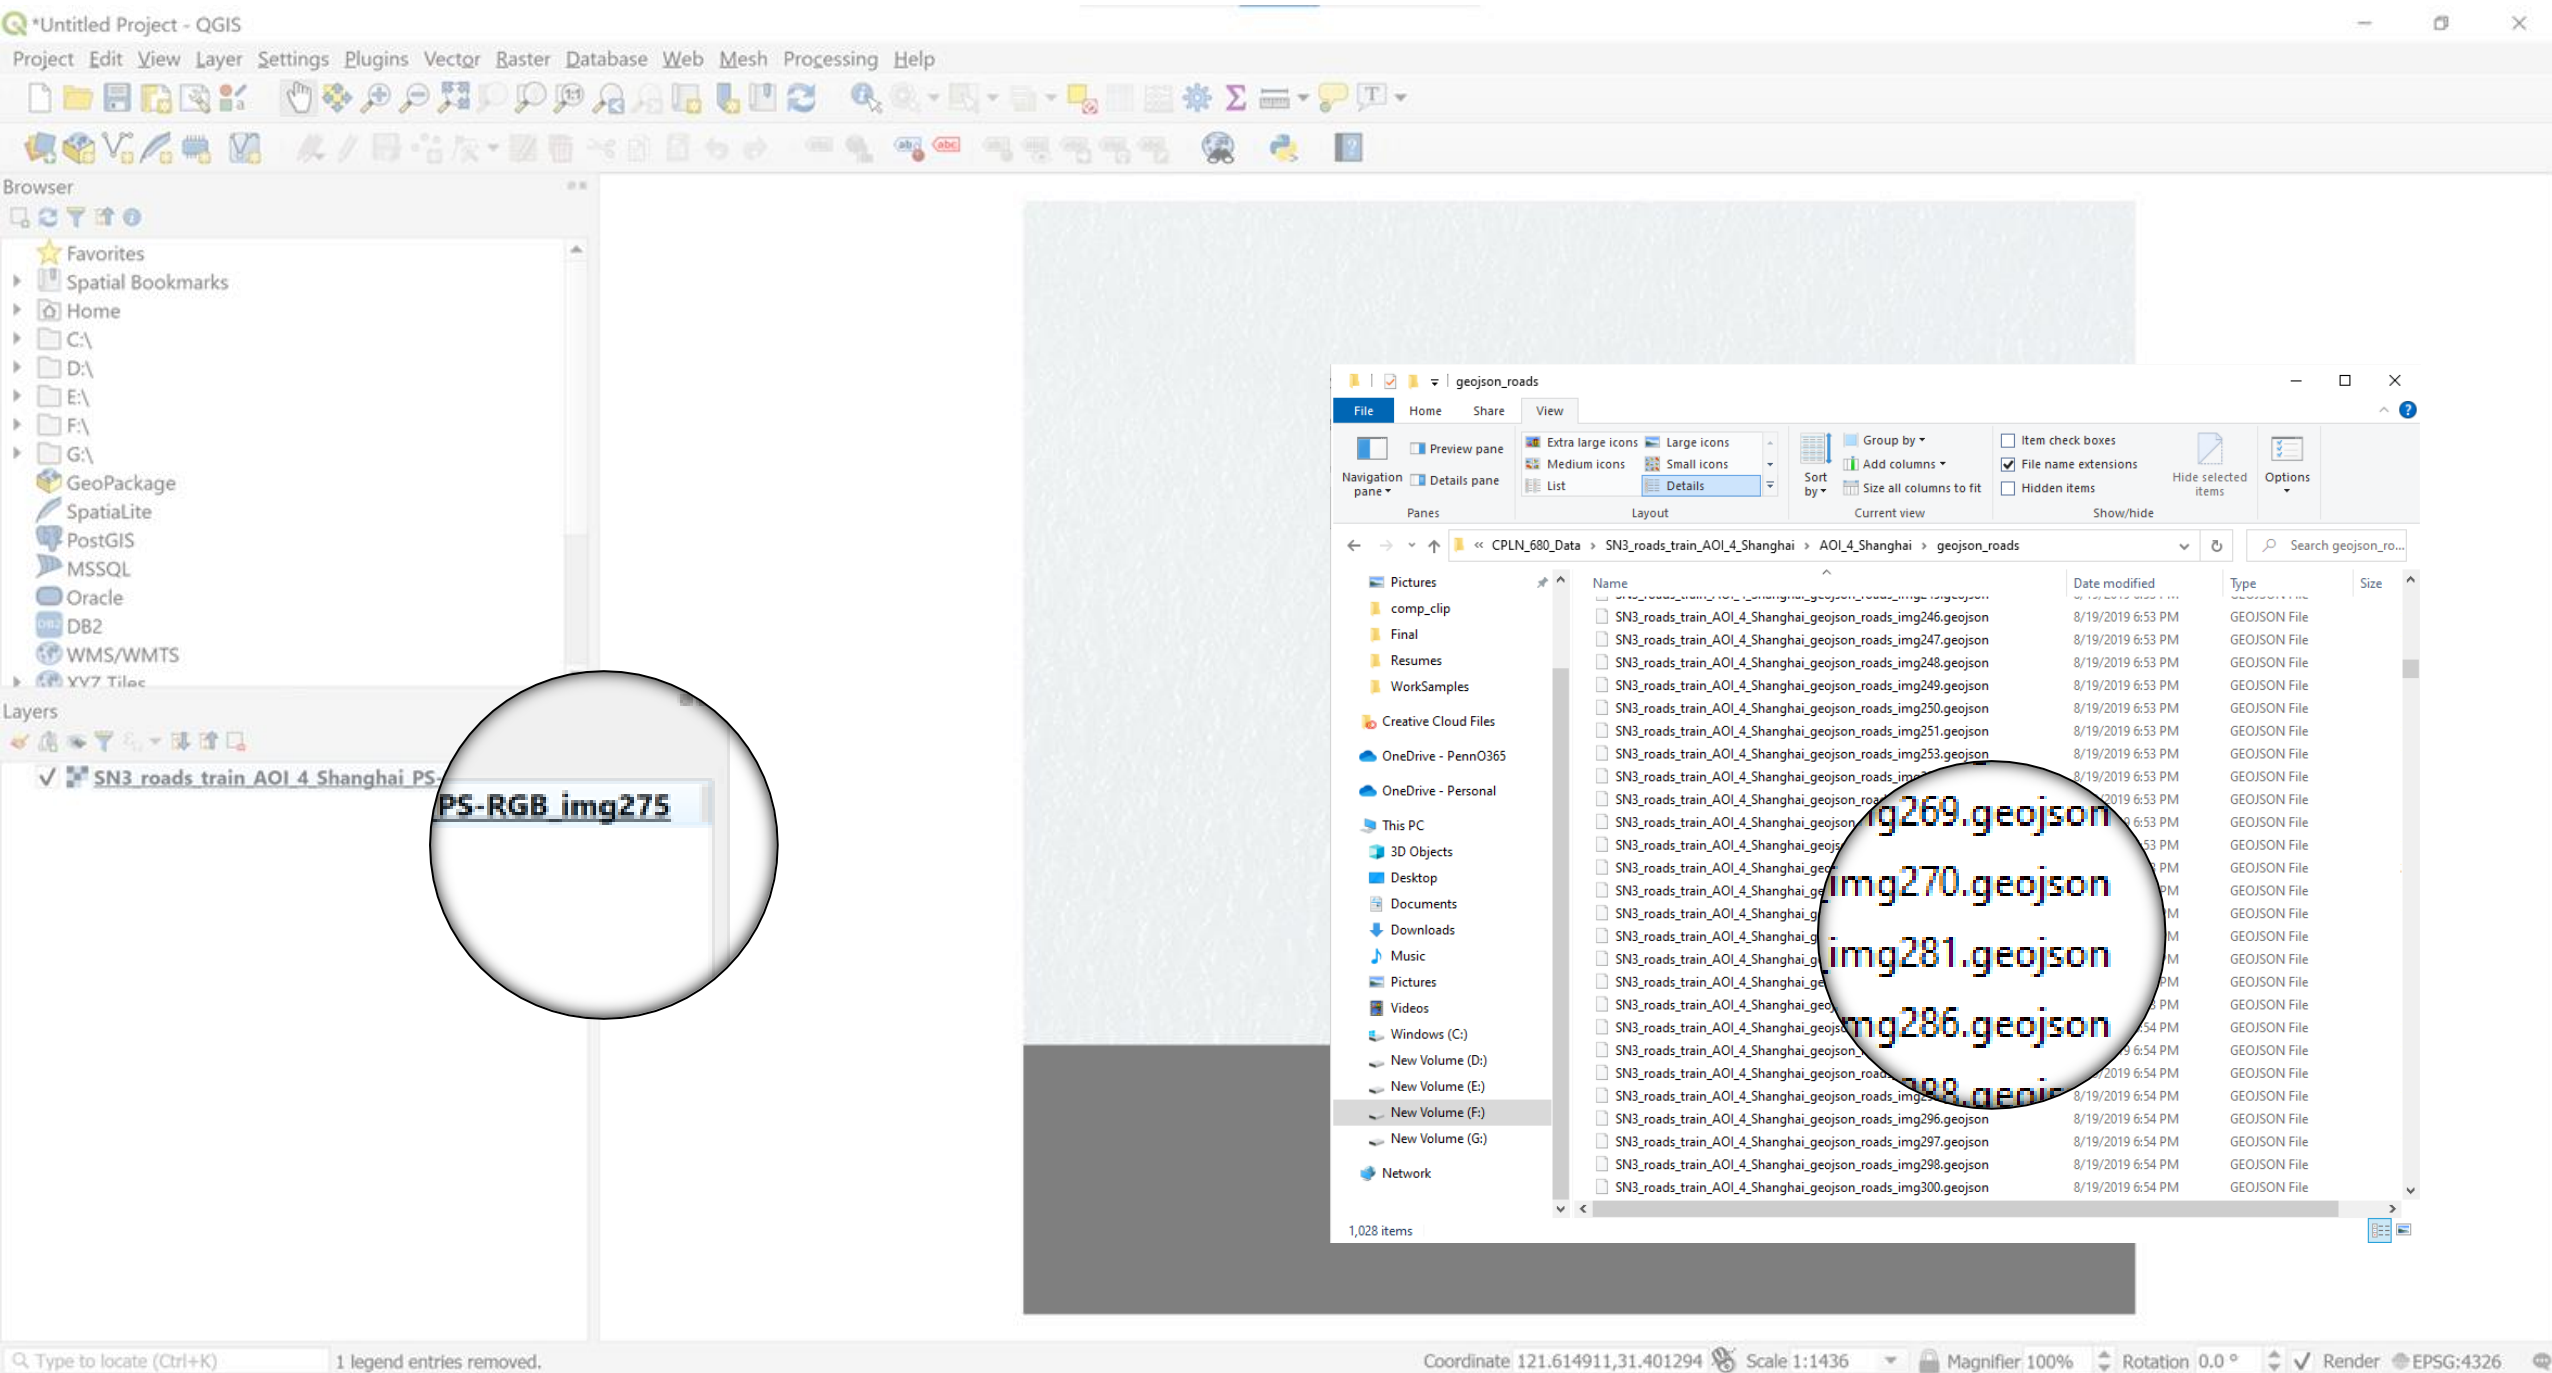 *Untitled Project - QGIS
Project Edit View Layer Settings Plugins Vector Raster Database Web Mesh Processing Help
Browser
Favorites
Spatial Bookmarks
Home
C:\
D:\
E:\
F:\
G:\
GeoPackage
SpatiaLite
PostGIS
MSSQL
Oracle
DB2
WMS/WMTS
XYZ Tiles
Layers
SN3_roads_train_AOI_4_Shanghai_PS-
PS-RGB_img275
geojson_roads
File Home Share View
Navigation pane
Preview pane
Details pane
Panes
Extra large icons Large icons
Medium icons Small icons
List Details
Layout
Sort by
Group by
Add columns
Size all columns to fit
Current view
Item check boxes
File name extensions
Hidden items
Hide selected items
Show/hide
Options
« CPLN_680_Data › SN3_roads_train_AOI_4_Shanghai › AOI_4_Shanghai › geojson_roads
Search geojson_ro...
Pictures
comp_clip
Final
Resumes
WorkSamples
Creative Cloud Files
OneDrive - PennO365
OneDrive - Personal
This PC
3D Objects
Desktop
Documents
Downloads
Music
Pictures
Videos
Windows (C:)
New Volume (D:)
New Volume (E:)
New Volume (F:)
New Volume (G:)
Network
Name Date modified Type Size
SN3_roads_train_AOI_4_Shanghai_geojson_roads_img246.geojson 8/19/2019 6:53 PM GEOJSON File
SN3_roads_train_AOI_4_Shanghai_geojson_roads_img247.geojson 8/19/2019 6:53 PM GEOJSON File
SN3_roads_train_AOI_4_Shanghai_geojson_roads_img248.geojson 8/19/2019 6:53 PM GEOJSON File
SN3_roads_train_AOI_4_Shanghai_geojson_roads_img249.geojson 8/19/2019 6:53 PM GEOJSON File
SN3_roads_train_AOI_4_Shanghai_geojson_roads_img250.geojson 8/19/2019 6:53 PM GEOJSON File
SN3_roads_train_AOI_4_Shanghai_geojson_roads_img251.geojson 8/19/2019 6:53 PM GEOJSON File
SN3_roads_train_AOI_4_Shanghai_geojson_roads_img253.geojson 8/19/2019 6:53 PM GEOJSON File
img269.geojson
img270.geojson
img281.geojson
img286.geojson
SN3_roads_train_AOI_4_Shanghai_geojson_roads_img296.geojson 8/19/2019 6:54 PM GEOJSON File
SN3_roads_train_AOI_4_Shanghai_geojson_roads_img297.geojson 8/19/2019 6:54 PM GEOJSON File
SN3_roads_train_AOI_4_Shanghai_geojson_roads_img298.geojson 8/19/2019 6:54 PM GEOJSON File
SN3_roads_train_AOI_4_Shanghai_geojson_roads_img300.geojson 8/19/2019 6:54 PM GEOJSON File
1,028 items
Type to locate (Ctrl+K) 1 legend entries removed. Coordinate 121.614911,31.401294 Scale 1:1436 Magnifier 100% Rotation 0.0 ° Render EPSG:4326